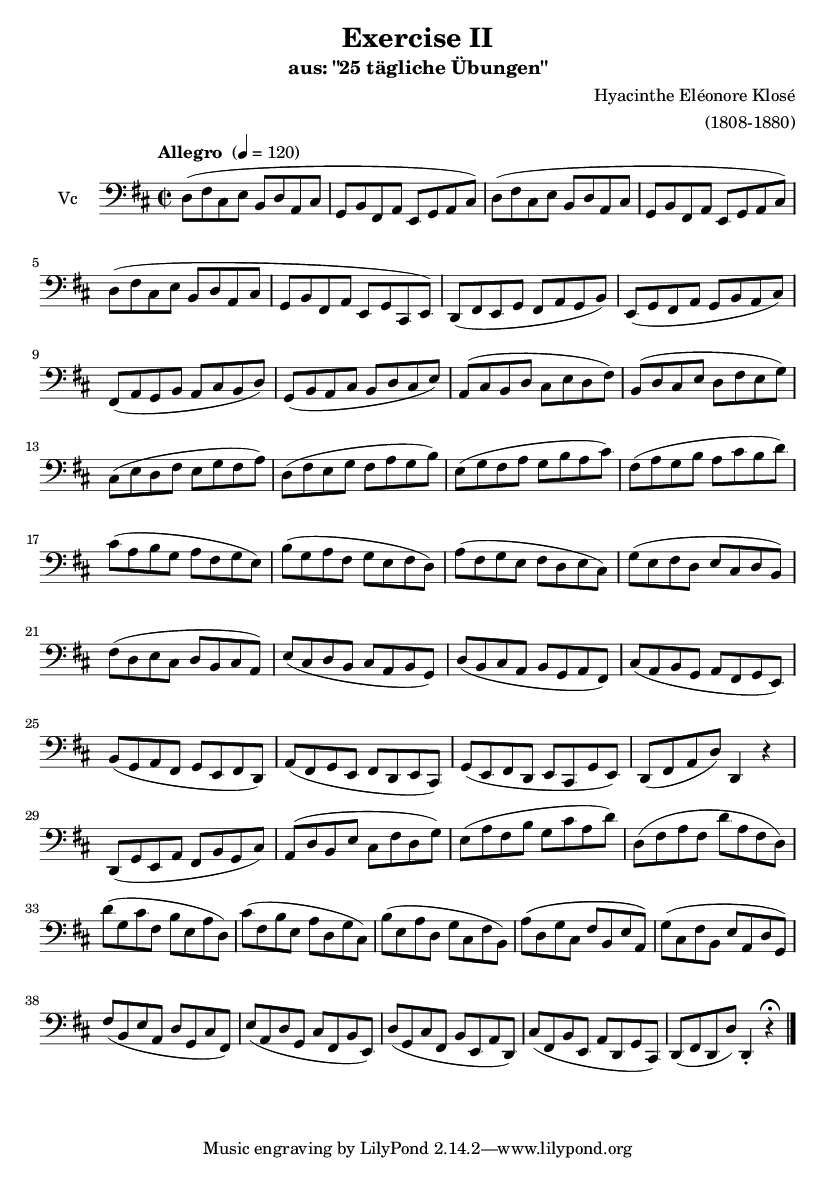 Exercise II
aus: "25 tägliche Übungen"
Hyacinthe Eléonore Klosé
(1808-1880)
Allegro (♩ = 120)
Vc
5
9
13
17
21
25
29
33
38
Music engraving by LilyPond 2.14.2—www.lilypond.org